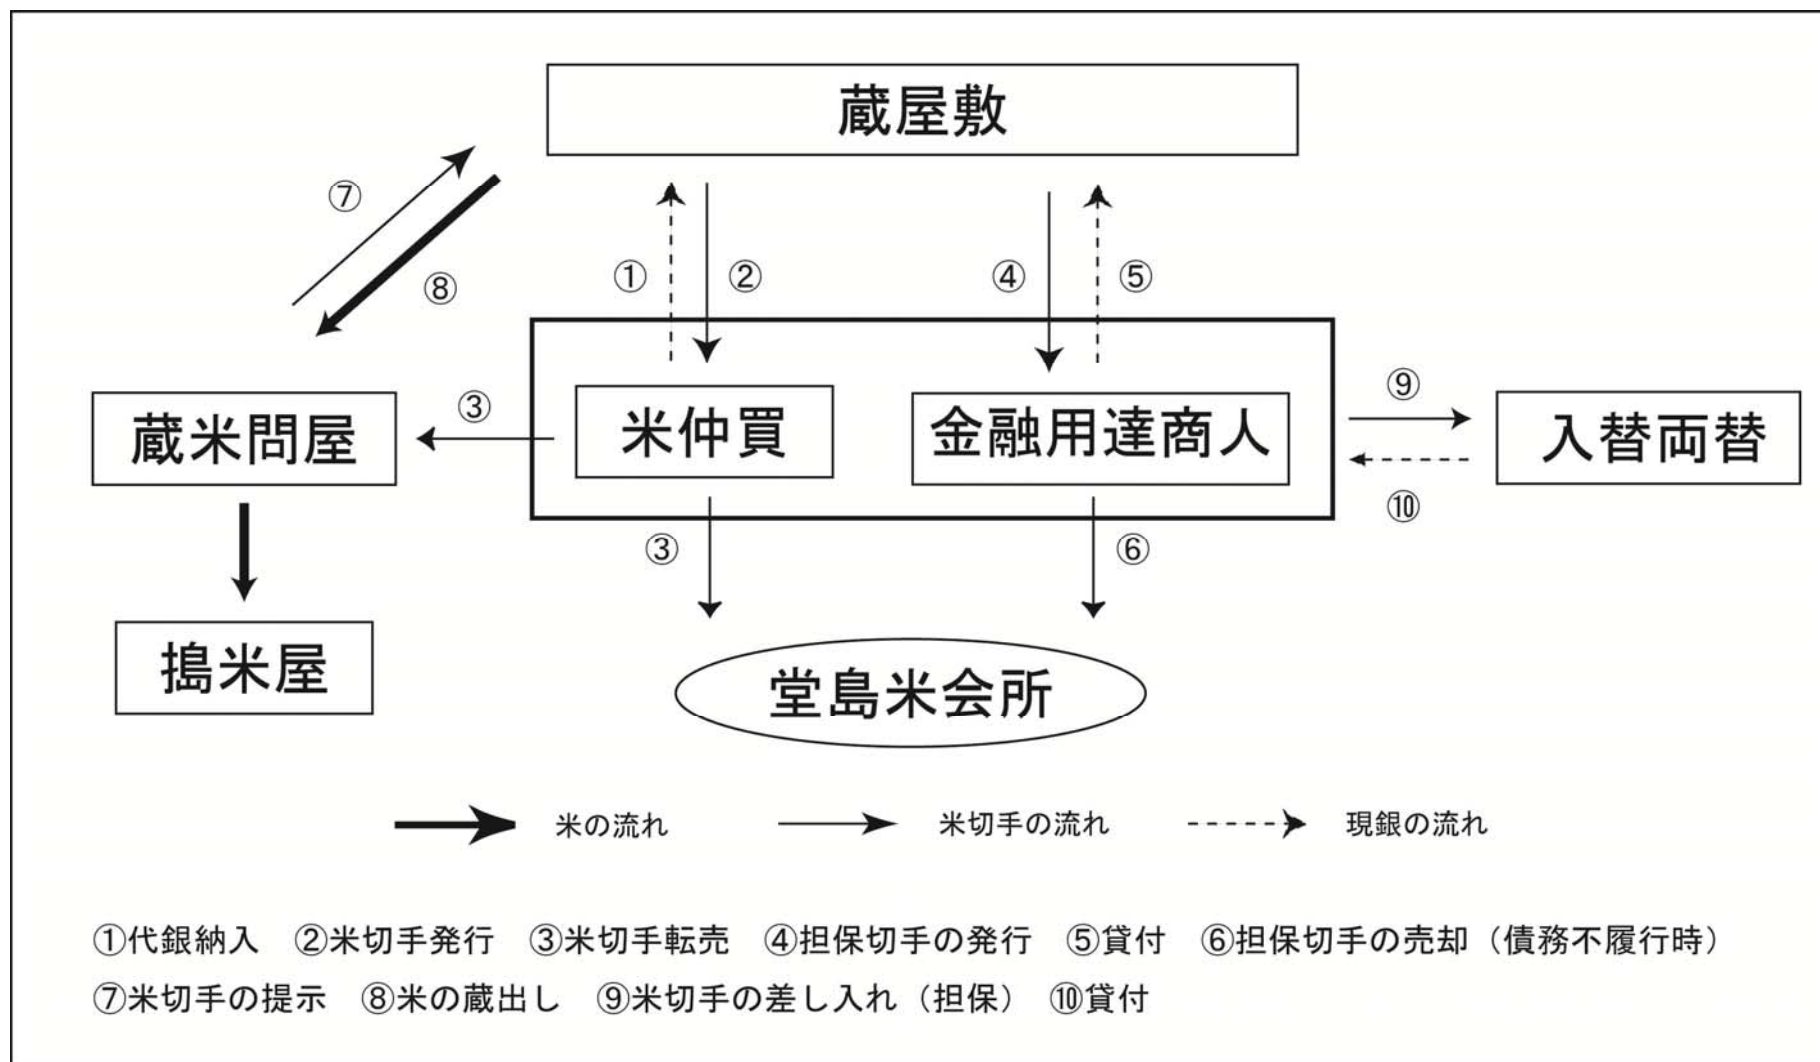 蔵屋敷
⑦
⑧
①
②
④
⑤
③
⑨
蔵米問屋
米仲買
金融用達商人
入替両替
⑩
③
⑥
搗米屋
堂島米会所
米の流れ
米切手の流れ
現銀の流れ
①代銀納入 ②米切手発行 ③米切手転売 ④担保切手の発行 ⑤貸付 ⑥担保切手の売却（債務不履行時）
⑦米切手の提示 ⑧米の蔵出し ⑨米切手の差し入れ（担保） ⑩貸付